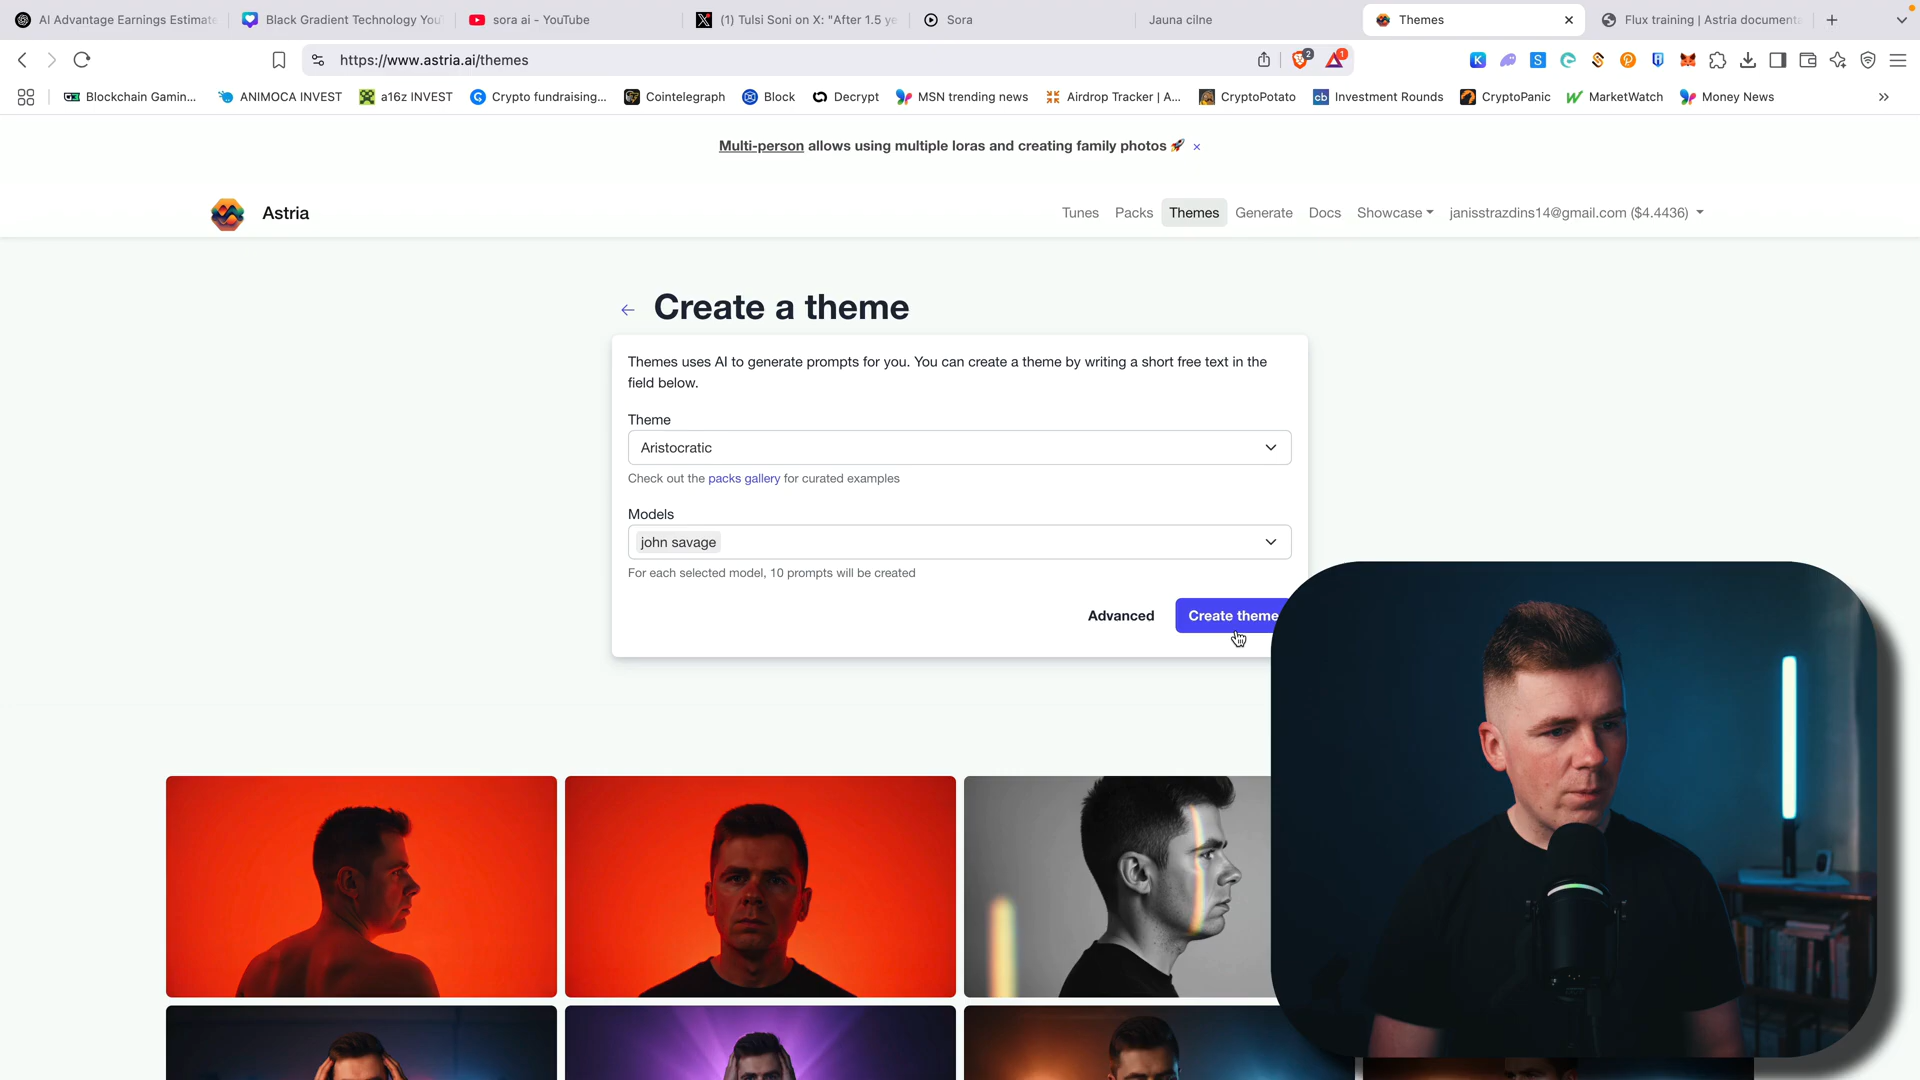 AI Advantage Earnings Estimat
Black Gradient Technology You
sora ai - YouTube
(1) Tulsi Soni on X: "After 1.5 ye
Sora
Jauna cilne
Themes
Flux training | Astria documenta
https://www.astria.ai/themes
2
1
Blockchain Gamin...
ANIMOCA INVEST
a16z INVEST
Crypto fundraising...
Cointelegraph
Block
Decrypt
MSN trending news
Airdrop Tracker | A...
CryptoPotato
Investment Rounds
CryptoPanic
MarketWatch
Money News
Multi-person allows using multiple loras and creating family photos 🚀 ×
Astria
Tunes
Packs
Themes
Generate
Docs
Showcase
janisstrazdins14@gmail.com ($4.4436)
← Create a theme
Themes uses AI to generate prompts for you. You can create a theme by writing a short free text in the
field below.
Theme
Aristocratic
Check out the packs gallery for curated examples
Models
john savage
For each selected model, 10 prompts will be created
Advanced
Create theme